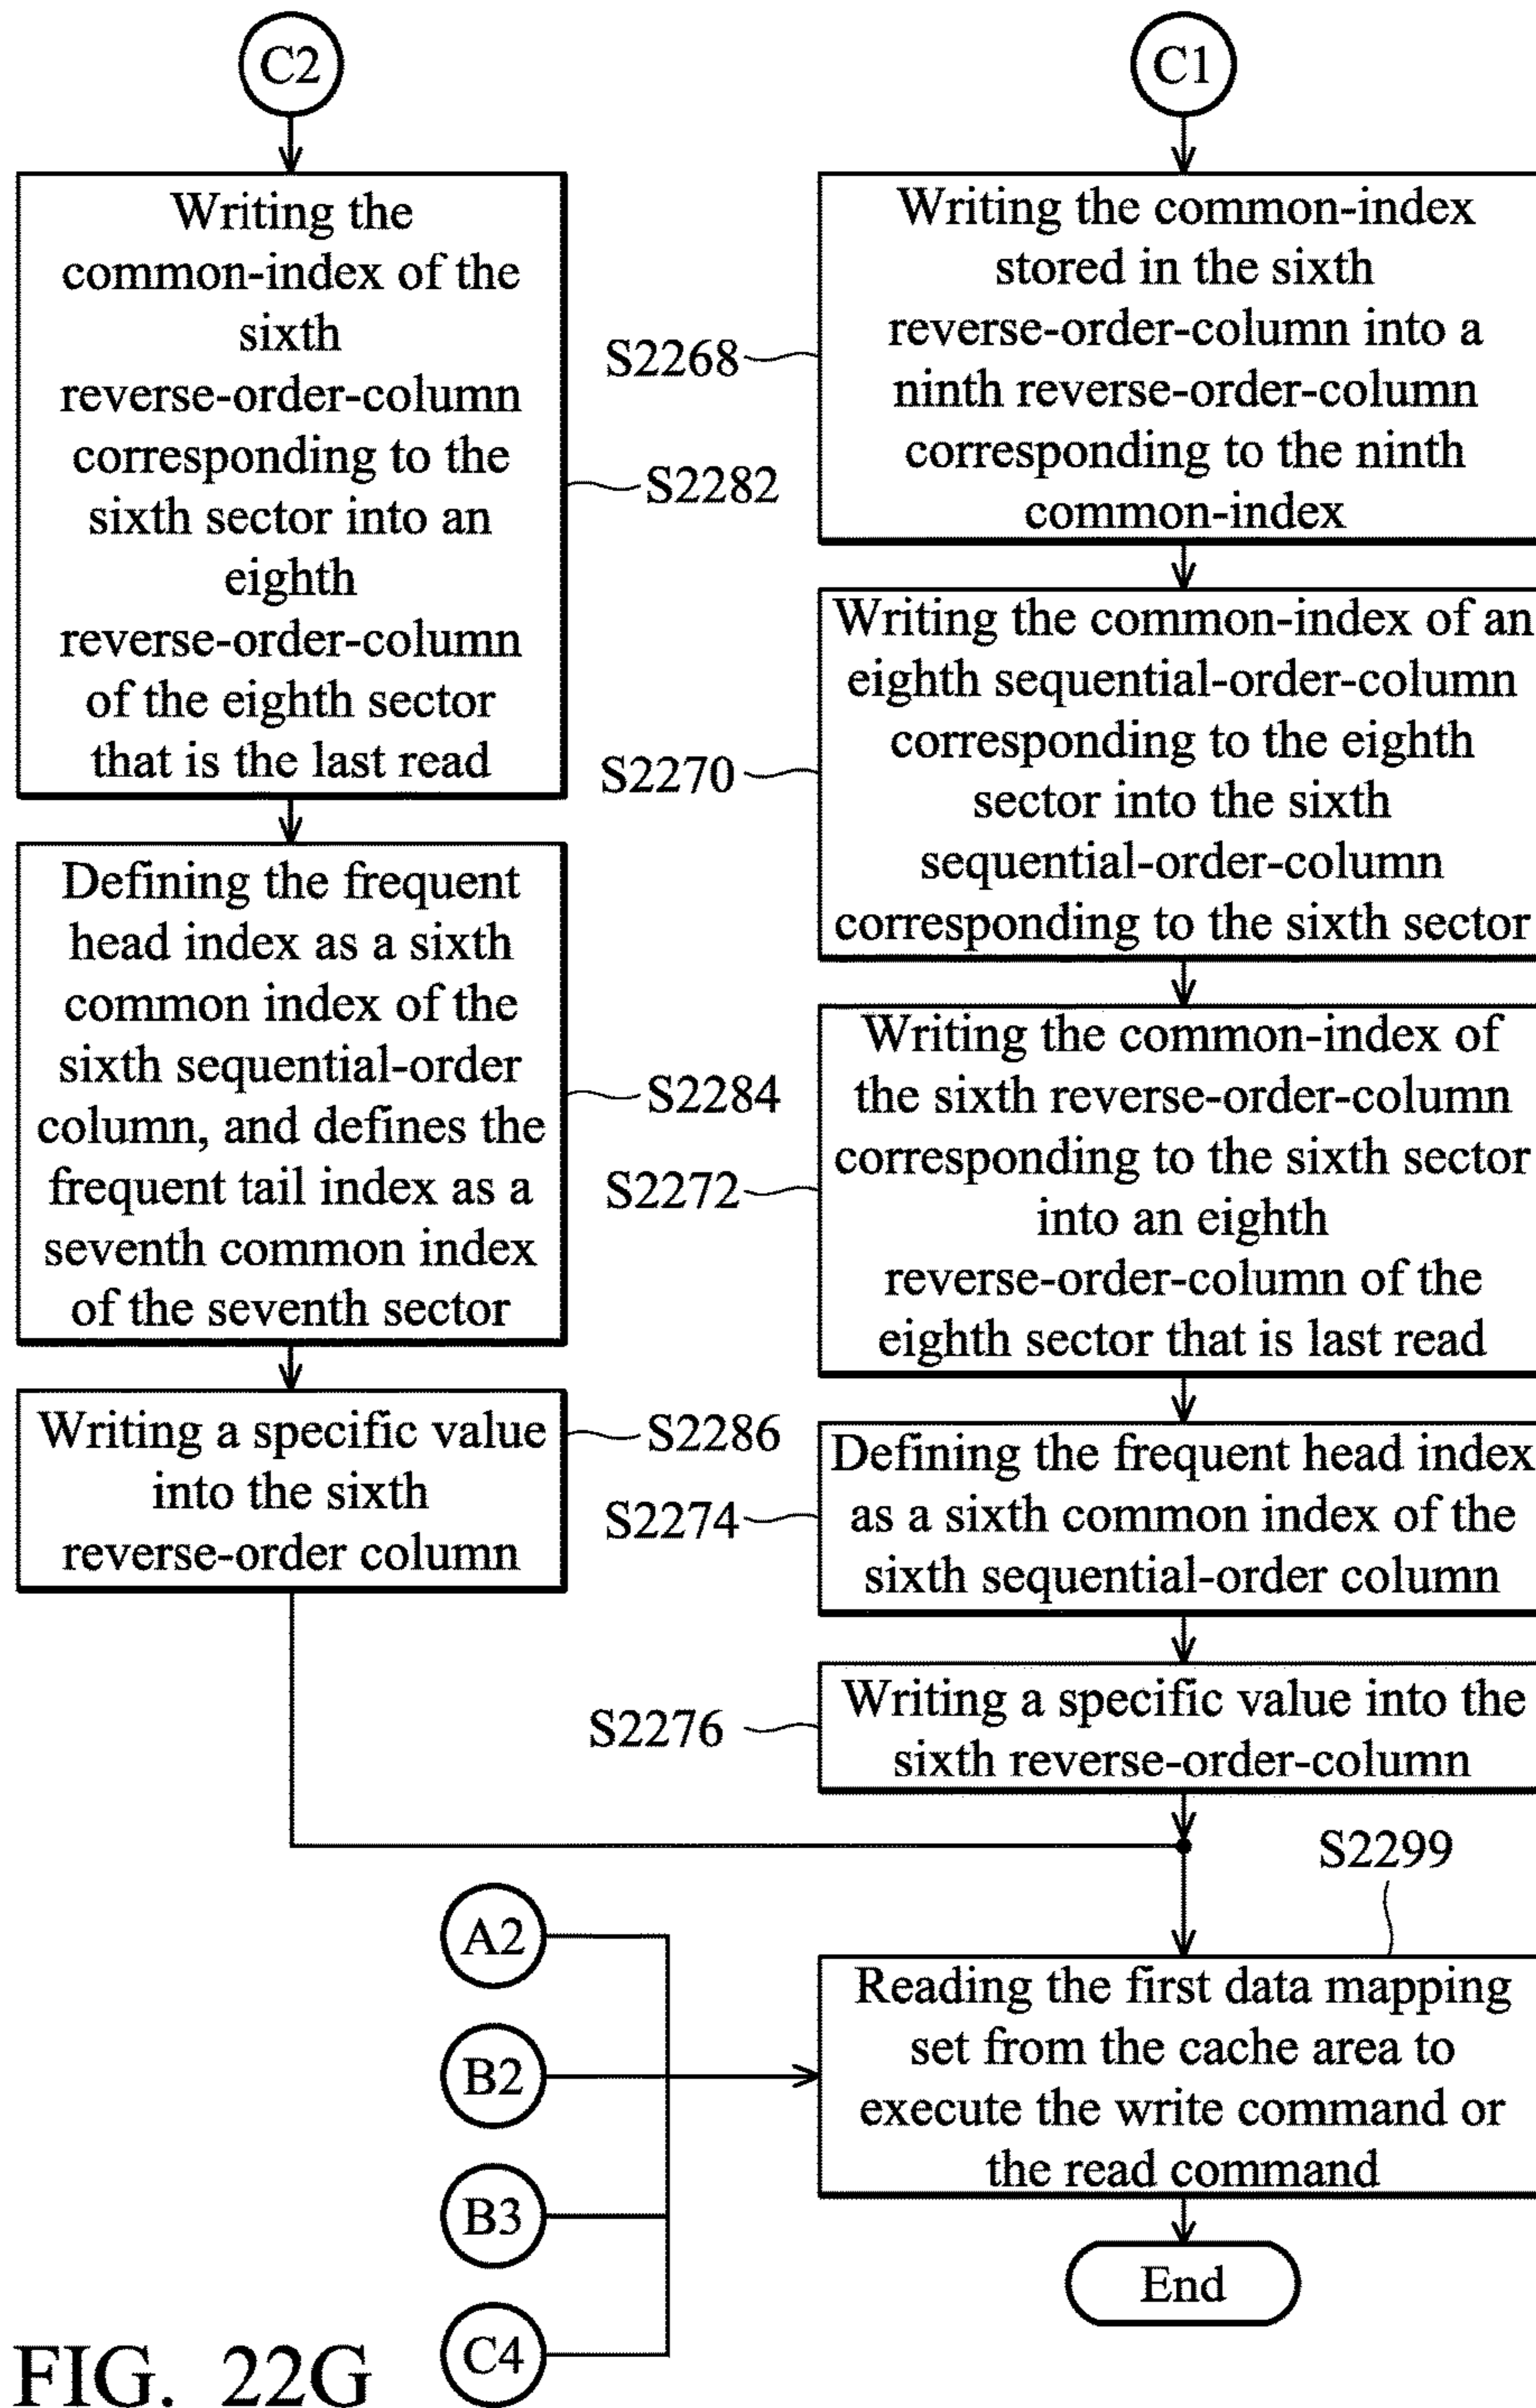 C2
Writing the
common-index of the
sixth
reverse-order-column
corresponding to the
sixth sector into an
eighth
reverse-order-column
of the eighth sector
that is the last read
S2282
Defining the frequent
head index as a sixth
common index of the
sixth sequential-order
column, and defines the
frequent tail index as a
seventh common index
of the seventh sector
S2284
Writing a specific value
into the sixth
reverse-order column
S2286
C1
Writing the common-index
stored in the sixth
reverse-order-column into a
ninth reverse-order-column
corresponding to the ninth
common-index
S2268
Writing the common-index of an
eighth sequential-order-column
corresponding to the eighth
sector into the sixth
sequential-order-column
corresponding to the sixth sector
S2270
Writing the common-index of
the sixth reverse-order-column
corresponding to the sixth sector
into an eighth
reverse-order-column of the
eighth sector that is last read
S2272
Defining the frequent head index
as a sixth common index of the
sixth sequential-order column
S2274
Writing a specific value into the
sixth reverse-order-column
S2276
S2299
A2
B2
B3
C4
Reading the first data mapping
set from the cache area to
execute the write command or
the read command
End
FIG. 22G